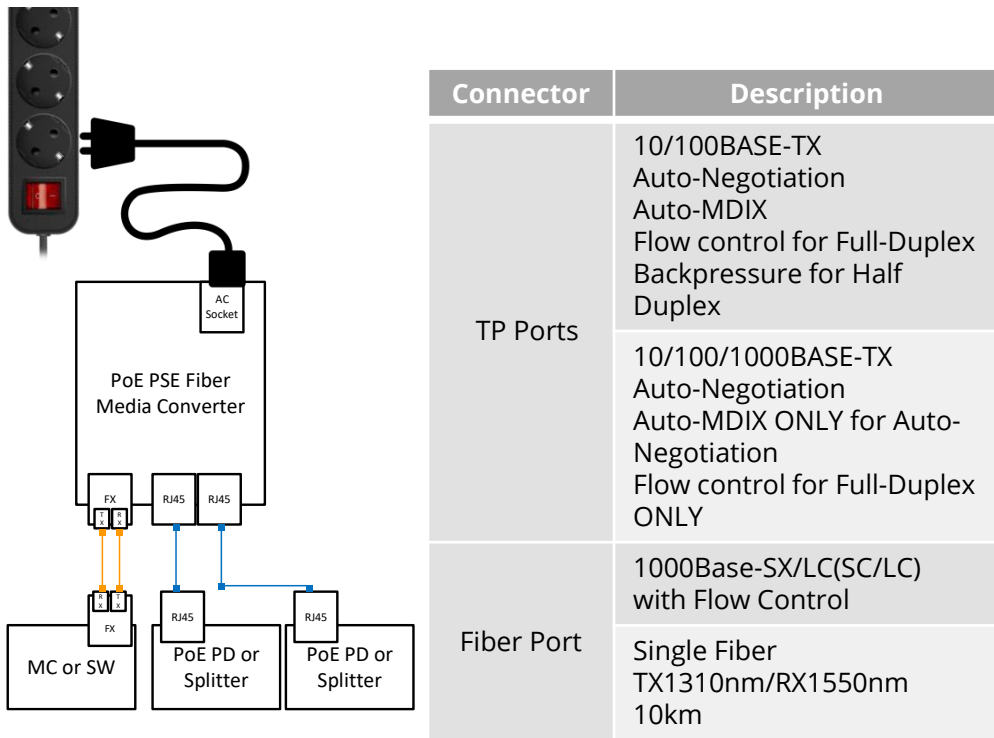 AC
Socket
PoE PSE Fiber
Media Converter
FX
RJ45
RJ45
T
X
R
X
R
X
T
X
FX
RJ45
RJ45
MC or SW
PoE PD or
Splitter
PoE PD or
Splitter
Connector
Description
TP Ports
10/100BASE-TX
Auto-Negotiation
Auto-MDIX
Flow control for Full-Duplex
Backpressure for Half
Duplex
10/100/1000BASE-TX
Auto-Negotiation
Auto-MDIX ONLY for Auto-
Negotiation
Flow control for Full-Duplex
ONLY
Fiber Port
1000Base-SX/LC(SC/LC)
with Flow Control
Single Fiber
TX1310nm/RX1550nm
10km